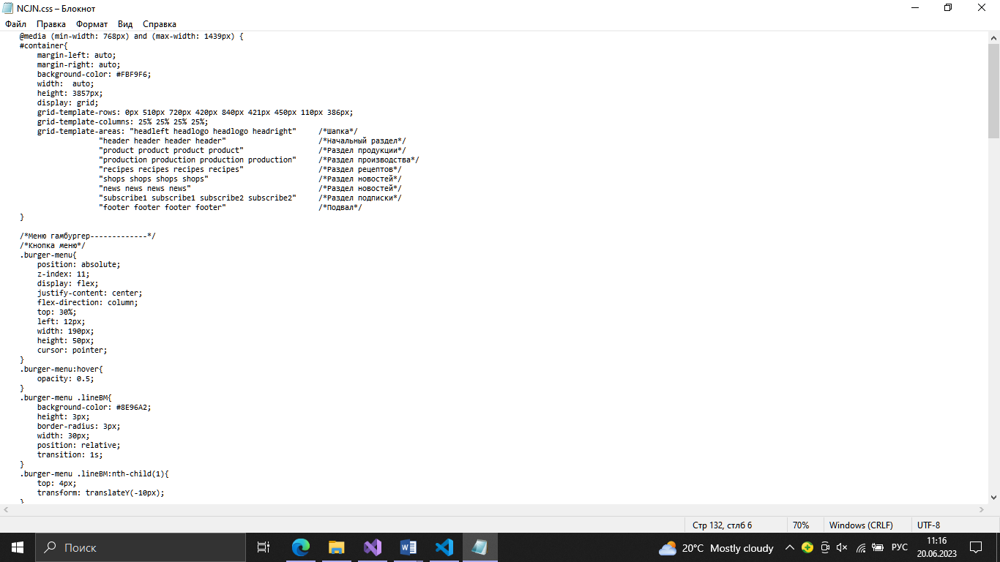 NCJN.css – Блокнот
Файл Правка Формат Вид Справка
@media (min-width: 768px) and (max-width: 1439px) {
#container{
    margin-left: auto;
    margin-right: auto;
    background-color: #FBF9F6;
    width:  auto;
    height: 3857px;
    display: grid;
    grid-template-rows: 0px 510px 720px 420px 840px 421px 450px 110px 386px;
    grid-template-columns: 25% 25% 25% 25%;
    grid-template-areas: "headleft headlogo headlogo headright"     /*Шапка*/
                  "header header header header"                     /*Начальный раздел*/
                  "product product product product"                 /*Раздел продукции*/
                  "production production production production"     /*Раздел производства*/
                  "recipes recipes recipes recipes"                 /*Раздел рецептов*/
                  "shops shops shops shops"                         /*Раздел новостей*/
                  "news news news news"                             /*Раздел новостей*/
                  "subscribe1 subscribe1 subscribe2 subscribe2"     /*Раздел подписки*/
                  "footer footer footer footer"                     /*Подвал*/
}
/*Меню гамбургер-------------*/
/*Кнопка меню*/
.burger-menu{
    position: absolute;
    z-index: 11;
    display: flex;
    justify-content: center;
    flex-direction: column;
    top: 30%;
    left: 12px;
    width: 190px;
    height: 50px;
    cursor: pointer;
}
.burger-menu:hover{
    opacity: 0.5;
}
.burger-menu .lineBM{
    background-color: #8E96A2;
    height: 3px;
    border-radius: 3px;
    width: 30px;
    position: relative;
    transition: 1s;
}
.burger-menu .lineBM:nth-child(1){
    top: 4px;
    transform: translateY(-10px);
}
Стр 132, стлб 6 70% Windows (CRLF) UTF-8
Поиск 20°C Mostly cloudy РУС 11:16
20.06.2023